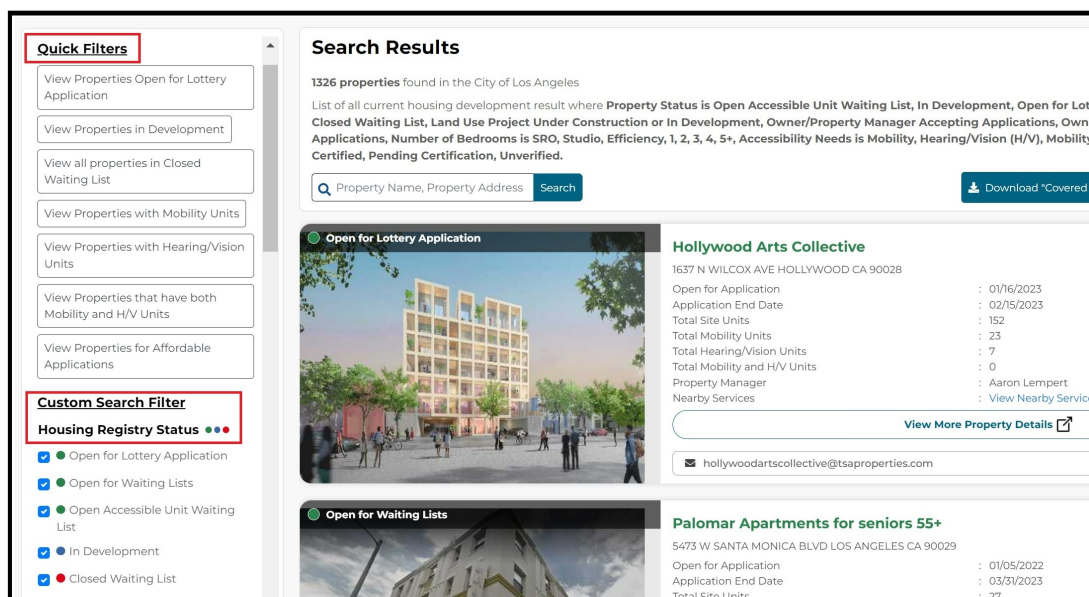 Quick Filters
View Properties Open for Lottery
Application
View Properties in Development
View all properties in Closed
Waiting List
View Properties with Mobility Units
View Properties with Hearing/Vision
Units
View Properties that have both
Mobility and H/V Units
View Properties for Affordable
Applications
Custom Search Filter
Housing Registry Status
Open for Lottery Application
Open for Waiting Lists
Open Accessible Unit Waiting
List
In Development
Closed Waiting List
Search Results
1326 properties found in the City of Los Angeles
List of all current housing development result where Property Status is Open Accessible Unit Waiting List, In Development, Open for Lot
Closed Waiting List, Land Use Project Under Construction or In Development, Owner/Property Manager Accepting Applications, Own
Applications, Number of Bedrooms is SRO, Studio, Efficiency, 1, 2, 3, 4, 5+, Accessibility Needs is Mobility, Hearing/Vision (H/V), Mobility
Certified, Pending Certification, Unverified.
Property Name, Property Address Search
Download "Covered
Open for Lottery Application
Hollywood Arts Collective
1637 N WILCOX AVE HOLLYWOOD CA 90028
Open for Application : 01/16/2023
Application End Date : 02/15/2023
Total Site Units : 152
Total Mobility Units : 23
Total Hearing/Vision Units : 7
Total Mobility and H/V Units : 0
Property Manager : Aaron Lempert
Nearby Services : View Nearby Servic
View More Property Details
hollywoodartscollective@tsaproperties.com
Open for Waiting Lists
Palomar Apartments for seniors 55+
5473 W SANTA MONICA BLVD LOS ANGELES CA 90029
Open for Application : 01/05/2022
Application End Date : 03/31/2023
Total Site Units : 27